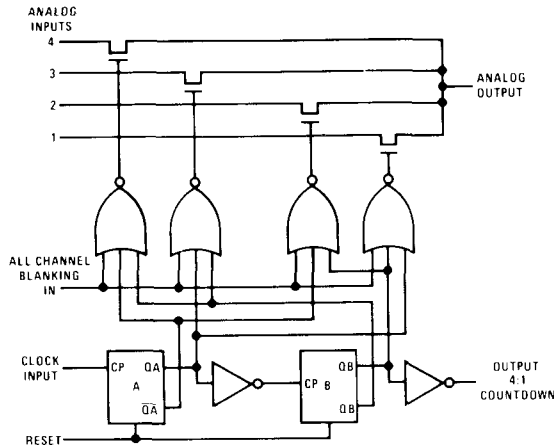 ANALOG
INPUTS
4
3
2
1
ANALOG
OUTPUT
ALL CHANNEL
BLANKING
IN
CLOCK
INPUT
CP QA
A
QA
CP B QB
QB
OUTPUT
4:1
COUNTDOWN
RESET